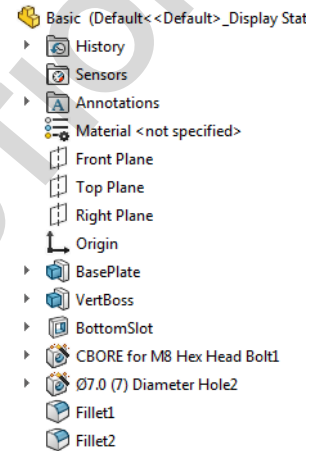 Basic (Default<<Default>_Display Stat
History
Sensors
A Annotations
Material <not specified>
Front Plane
Top Plane
Right Plane
Origin
BasePlate
VertBoss
BottomSlot
CBORE for M8 Hex Head Bolt1
Ø7.0 (7) Diameter Hole2
Fillet1
Fillet2